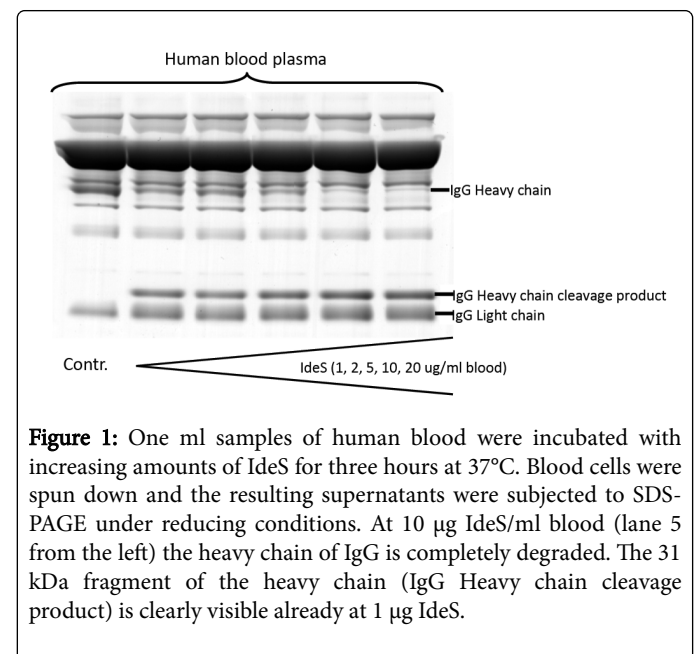 Human blood plasma
IgG Heavy chain
IgG Heavy chain cleavage product
IgG Light chain
Contr.
IdeS (1, 2, 5, 10, 20 ug/ml blood)
Figure 1: One ml samples of human blood were incubated with
increasing amounts of IdeS for three hours at 37°C. Blood cells were
spun down and the resulting supernatants were subjected to SDS-
PAGE under reducing conditions. At 10 μg IdeS/ml blood (lane 5
from the left) the heavy chain of IgG is completely degraded. The 31
kDa fragment of the heavy chain (IgG Heavy chain cleavage
product) is clearly visible already at 1 μg IdeS.